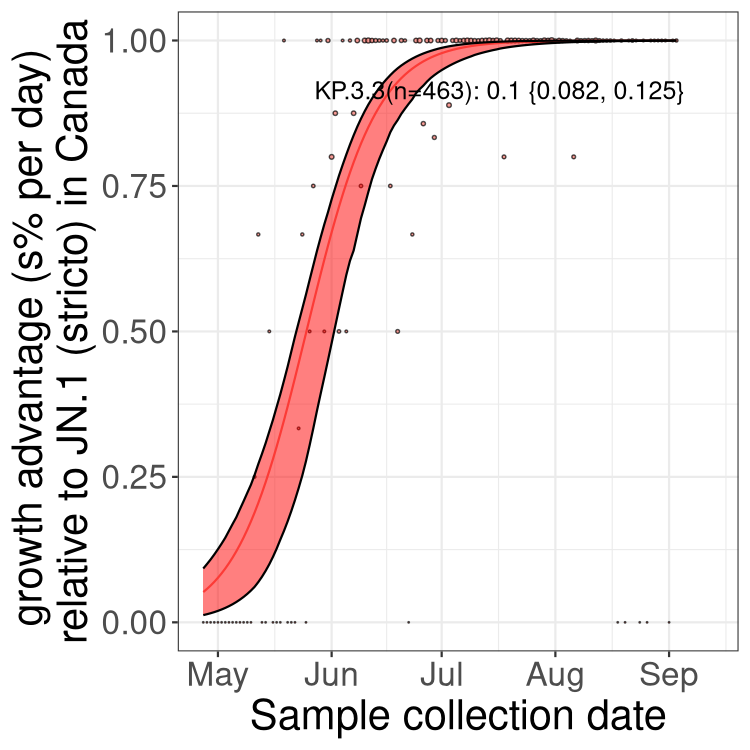 growth advantage (s% per day)
relative to JN.1 (stricto) in Canada
1.00
0.75
0.50
0.25
0.00
KP.3.3(n=463): 0.1 {0.082, 0.125}
May Jun Jul Aug Sep
Sample collection date